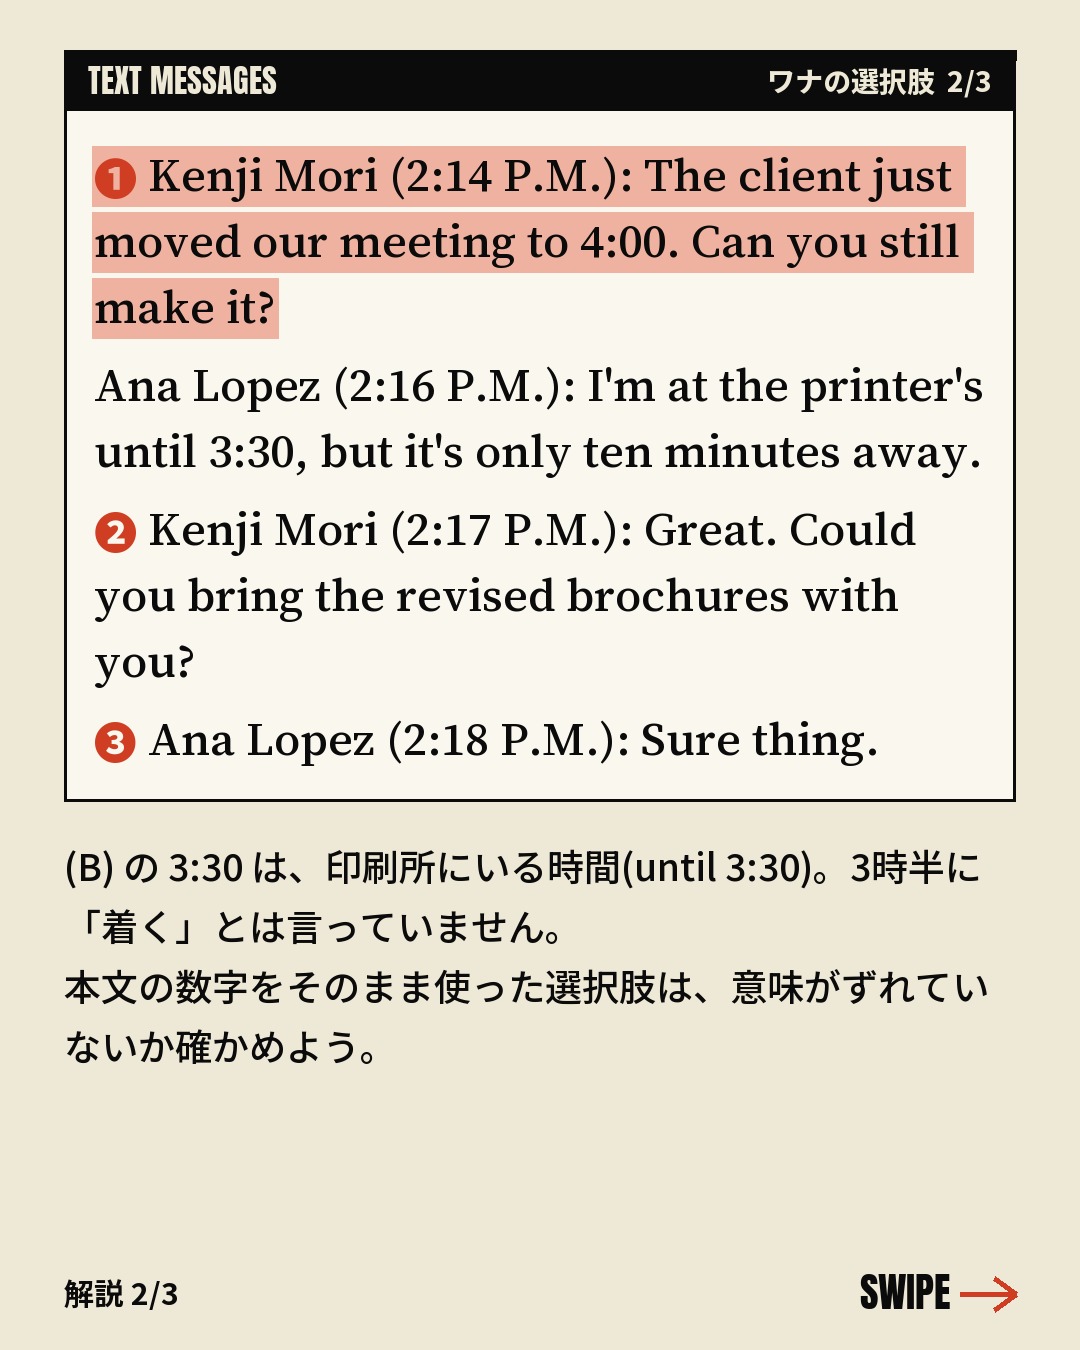 TEXT MESSAGES
ワナの選択肢 2/3
❶ Kenji Mori (2:14 P.M.): The client just
moved our meeting to 4:00. Can you still
make it?
Ana Lopez (2:16 P.M.): I'm at the printer's
until 3:30, but it's only ten minutes away.
❷ Kenji Mori (2:17 P.M.): Great. Could
you bring the revised brochures with
you?
❸ Ana Lopez (2:18 P.M.): Sure thing.
(B) の 3:30 は、印刷所にいる時間(until 3:30)。3時半に
「着く」とは言っていません。
本文の数字をそのまま使った選択肢は、意味がずれてい
ないか確かめよう。
解説 2/3
SWIPE